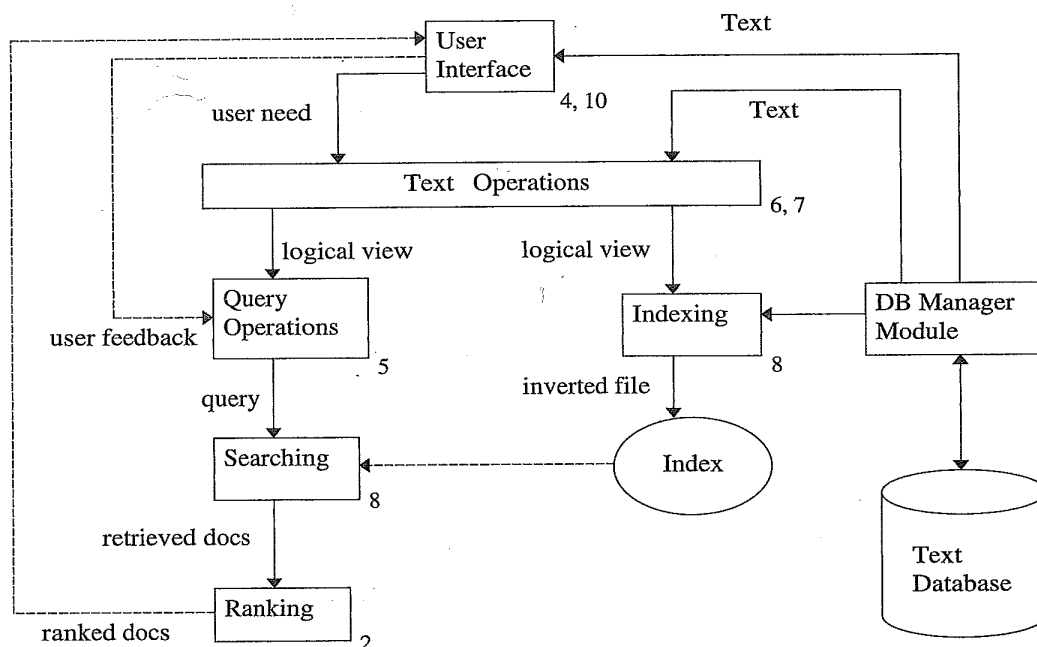 Text
User
Interface
4, 10
user need
Text
Text Operations
6, 7
logical view
logical view
Query
Operations
5
user feedback
Indexing
8
DB Manager
Module
query
inverted file
Searching
8
Index
retrieved docs
Text
Database
Ranking
2
ranked docs